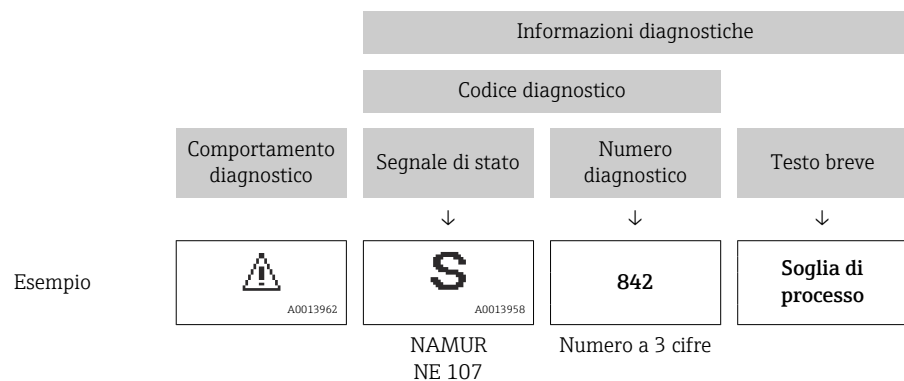 Informazioni diagnostiche
Codice diagnostico
Comportamento
diagnostico
Segnale di stato
Numero
diagnostico
Testo breve
↓ ↓ ↓
Esempio
A0013962
S
A0013958
842
Soglia di
processo
NAMUR
NE 107
Numero a 3 cifre